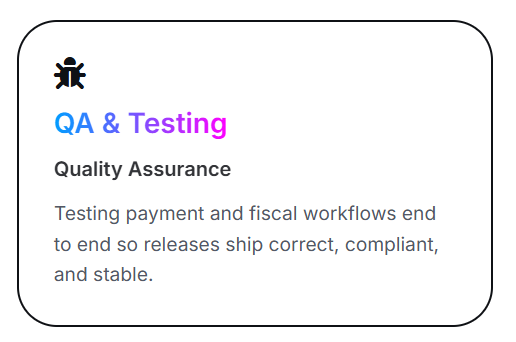 QA & Testing
Quality Assurance
Testing payment and fiscal workflows end
to end so releases ship correct, compliant,
and stable.